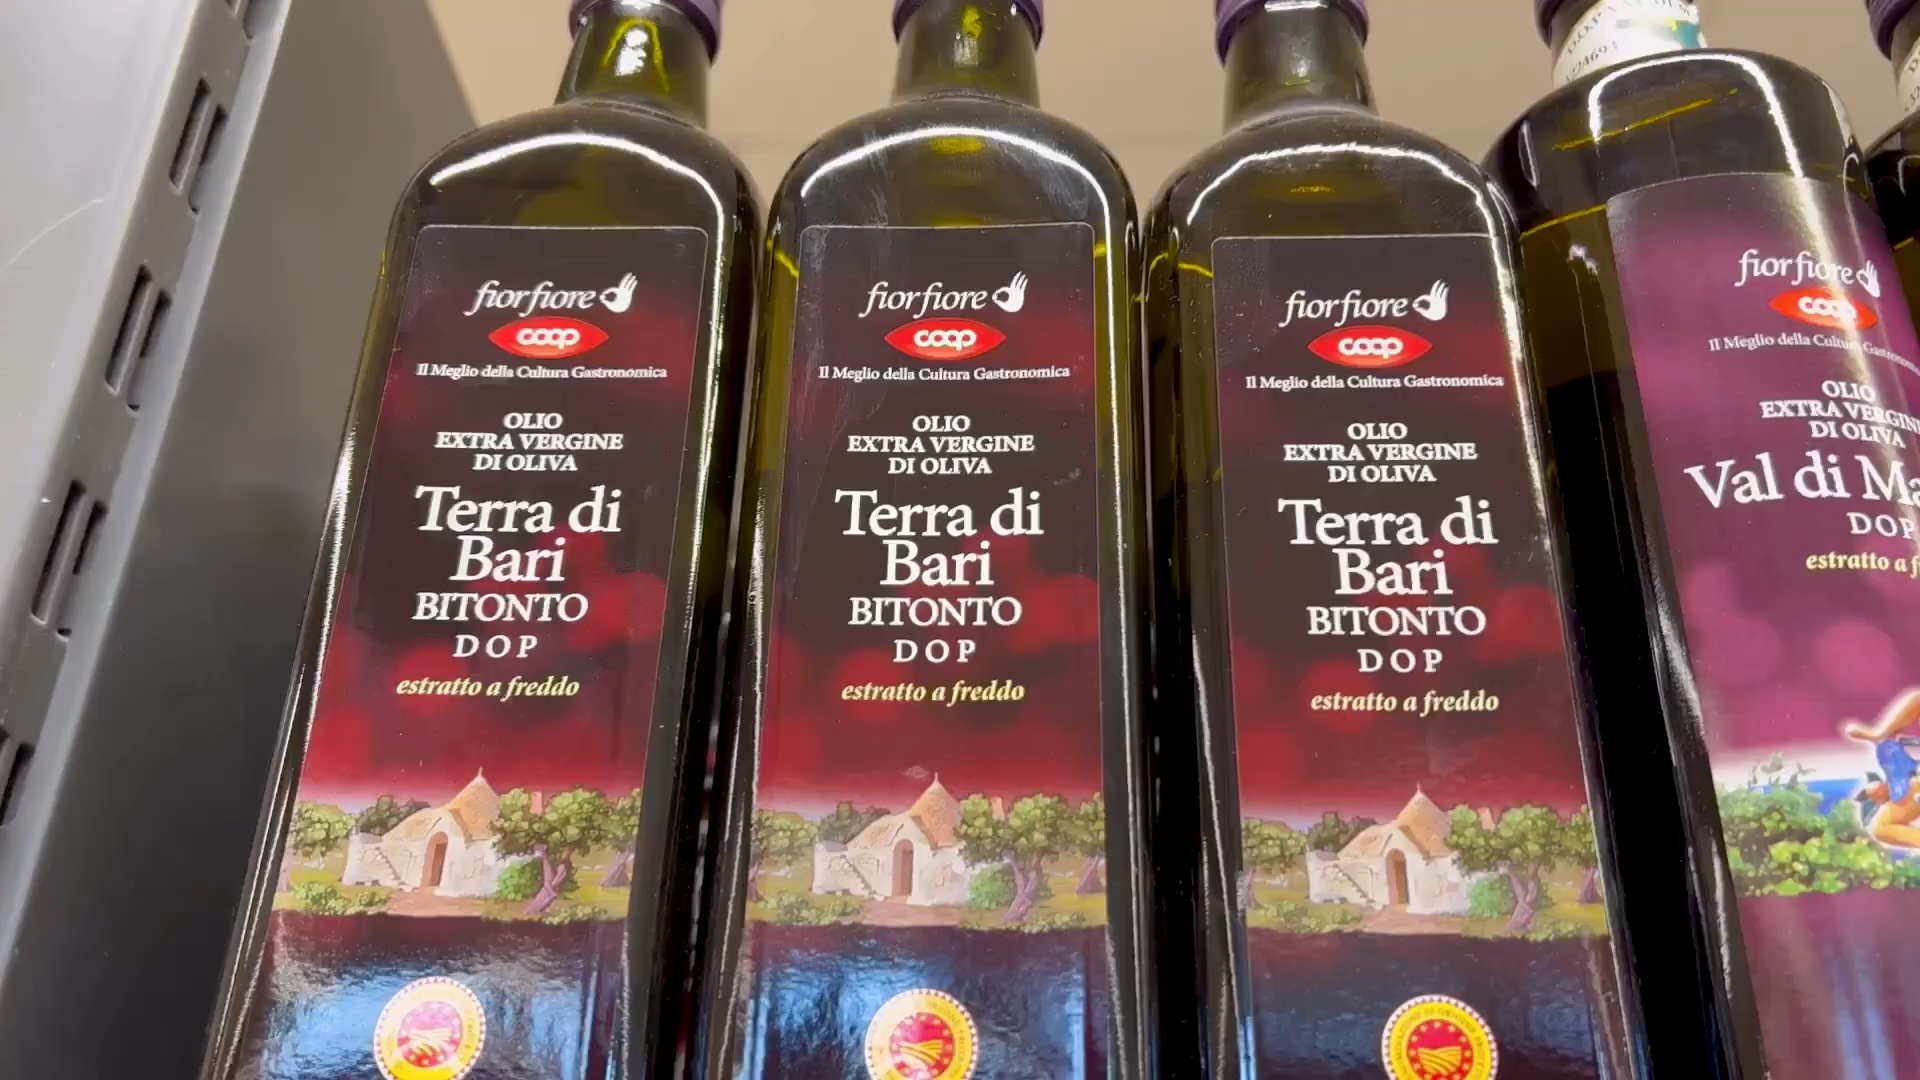 fiorfiore
coop
Il Meglio della Cultura Gastronomica
OLIO
EXTRA VERGINE
DI OLIVA
Terra di
Bari
BITONTO
DOP
estratto a freddo
fiorfiore
coop
Il Meglio della Cultura Gastronomica
OLIO
EXTRA VERGINE
DI OLIVA
Terra di
Bari
BITONTO
DOP
estratto a freddo
fiorfiore
coop
Il Meglio della Cultura Gastronomica
OLIO
EXTRA VERGINE
DI OLIVA
Terra di
Bari
BITONTO
DOP
estratto a freddo
fiorfiore
coop
Il Meglio della Cultura
OLIO
EXTRA VERGINE
DI OLIVA
Val di
DOP
estratto a